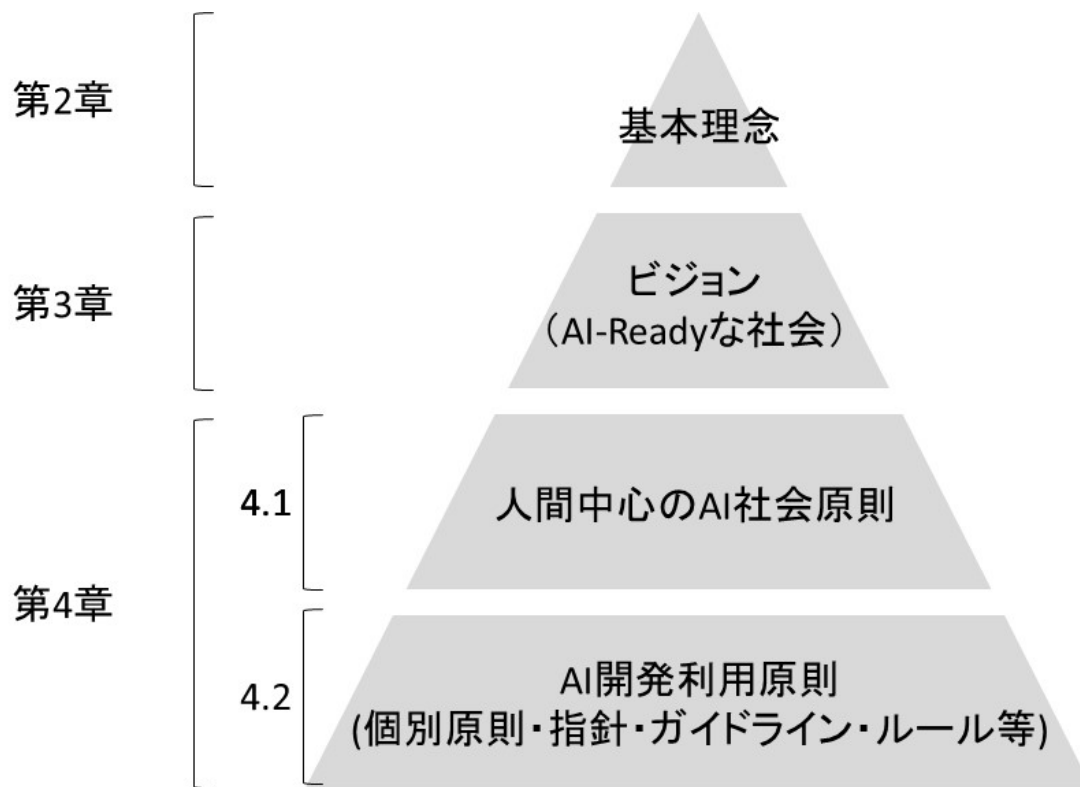 第2章
基本理念
第3章
ビジョン
（AI-Readyな社会）
第4章
4.1
人間中心のAI社会原則
4.2
AI開発利用原則
(個別原則・指針・ガイドライン・ルール等)